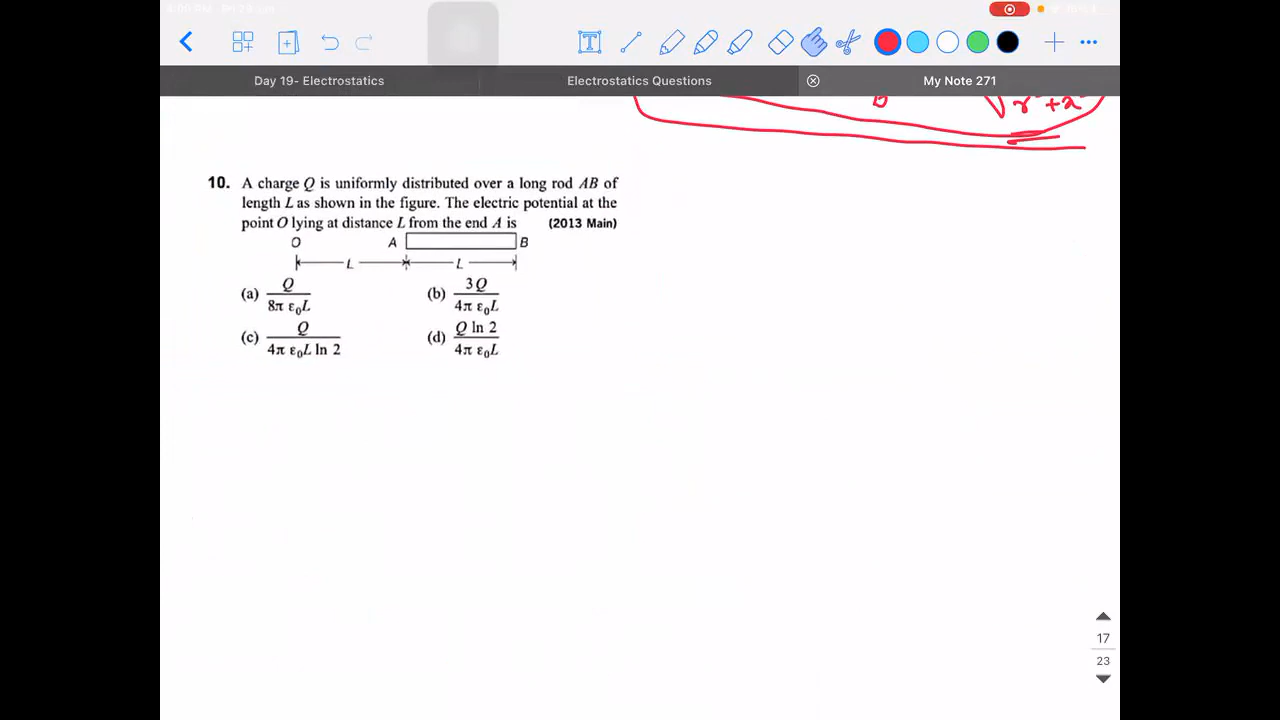 Day 19- Electrostatics
Electrostatics Questions
My Note 271
10. A charge Q is uniformly distributed over a long rod AB of
length L as shown in the figure. The electric potential at the
point O lying at distance L from the end A is (2013 Main)
O A B
L L
(a) Q / 8π ε₀L (b) 3Q / 4π ε₀L
(c) Q / 4π ε₀L ln 2 (d) Q ln 2 / 4π ε₀L
17
23